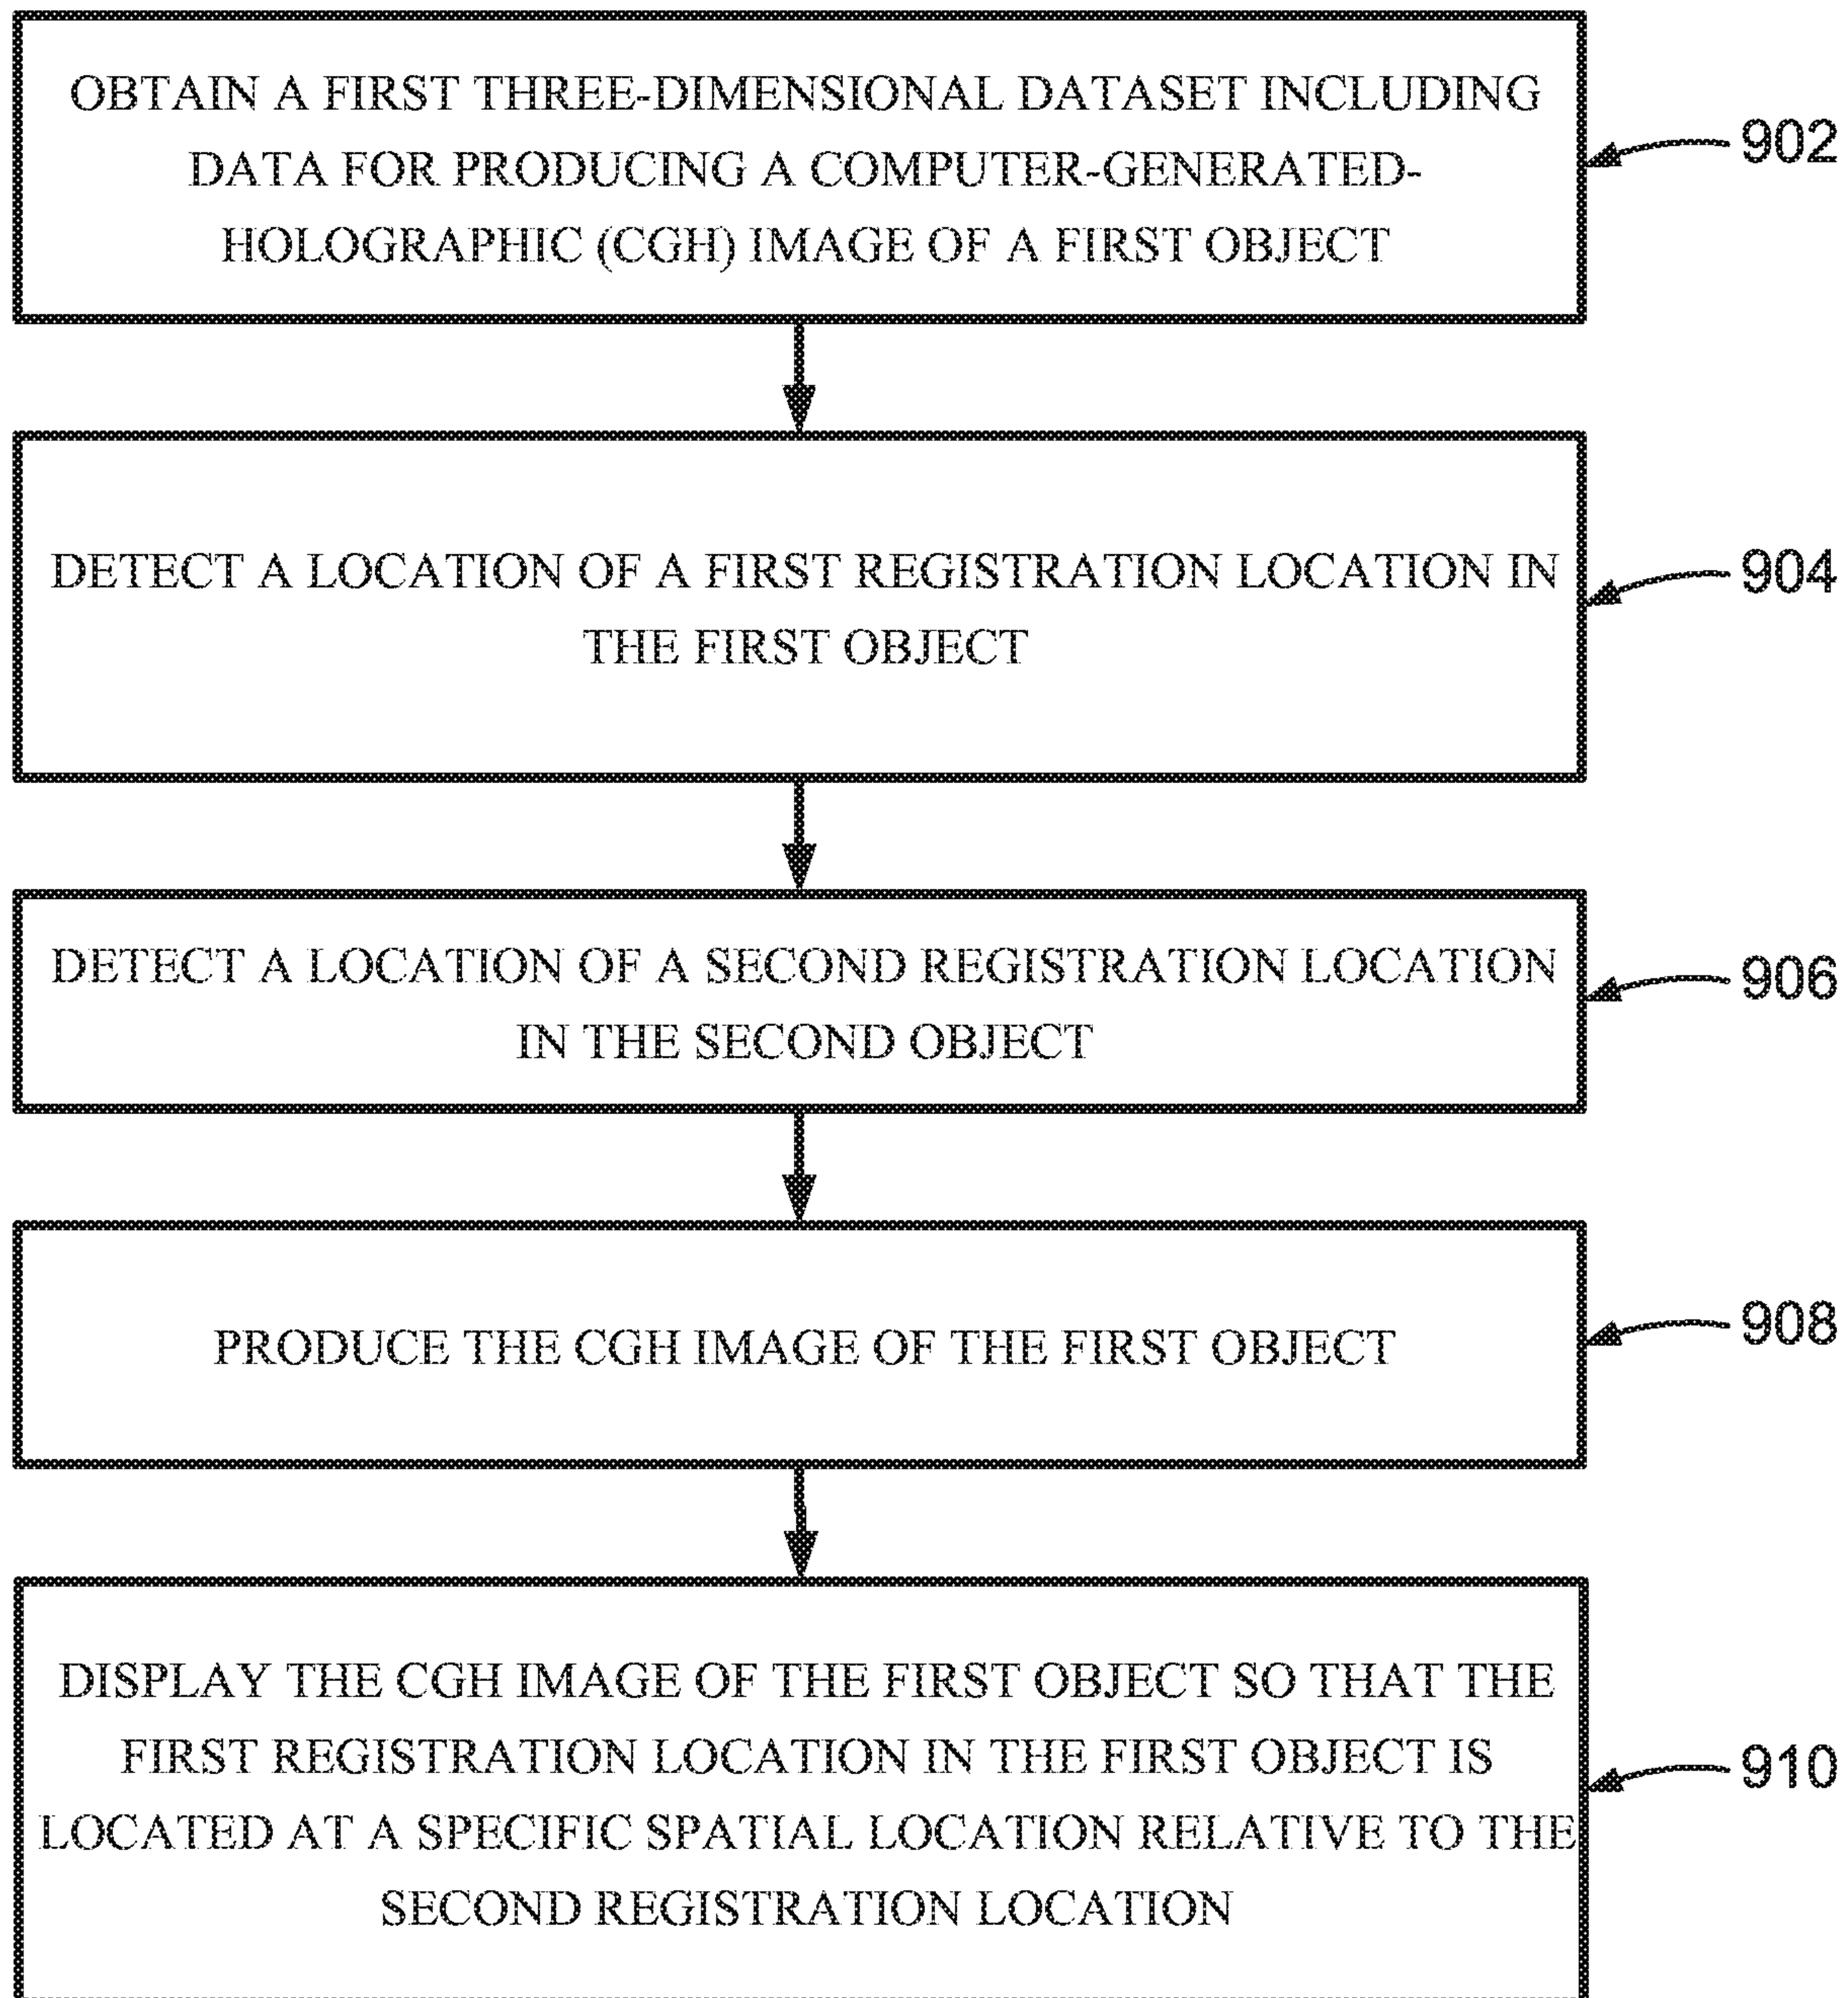 OBTAIN A FIRST THREE-DIMENSIONAL DATASET INCLUDING
DATA FOR PRODUCING A COMPUTER-GENERATED-
HOLOGRAPHIC (CGH) IMAGE OF A FIRST OBJECT
902
DETECT A LOCATION OF A FIRST REGISTRATION LOCATION IN
THE FIRST OBJECT
904
DETECT A LOCATION OF A SECOND REGISTRATION LOCATION
IN THE SECOND OBJECT
906
PRODUCE THE CGH IMAGE OF THE FIRST OBJECT
908
DISPLAY THE CGH IMAGE OF THE FIRST OBJECT SO THAT THE
FIRST REGISTRATION LOCATION IN THE FIRST OBJECT IS
LOCATED AT A SPECIFIC SPATIAL LOCATION RELATIVE TO THE
SECOND REGISTRATION LOCATION
910